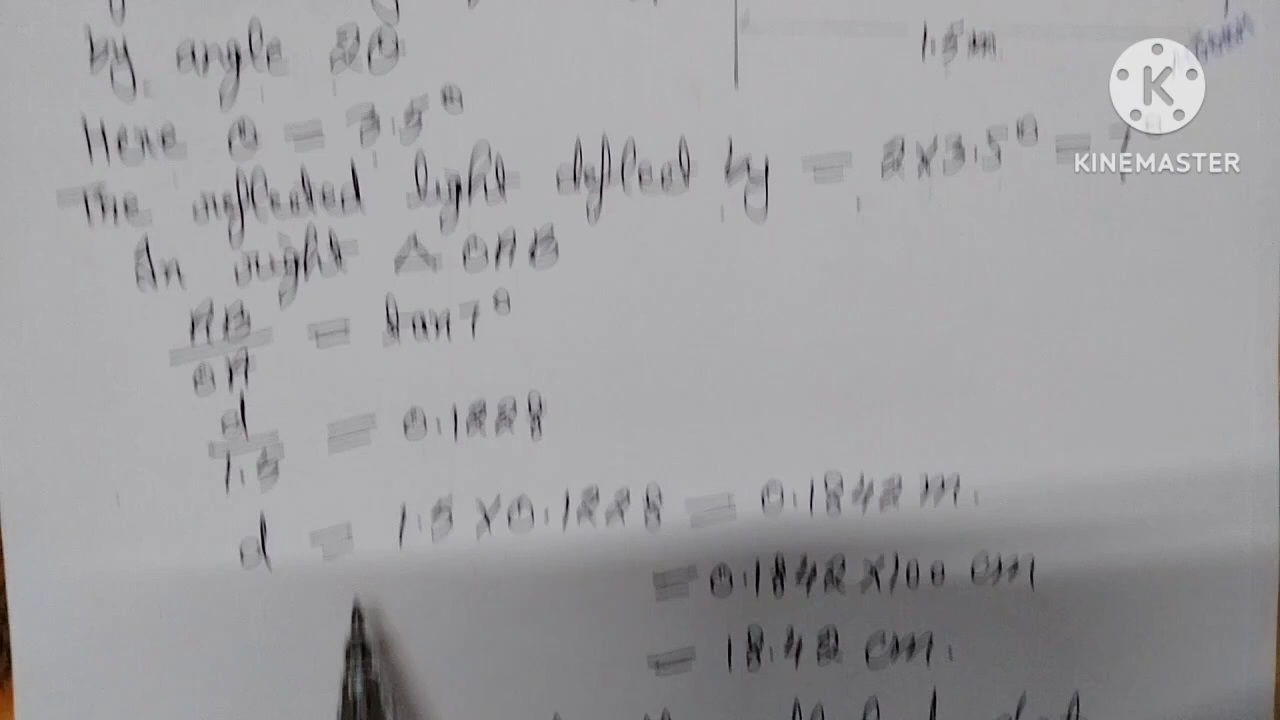 by angle 2θ
1.5m
Here θ = 3.5°
The reflected light deflect by = 2×3.5° = 7°
KINEMASTER
In right △ OAB
AB/OA = tan7°
d/1.5 = 0.1228
d = 1.5 × 0.1228 = 0.1842 m.
= 0.1842 × 100 cm
= 18.42 cm.